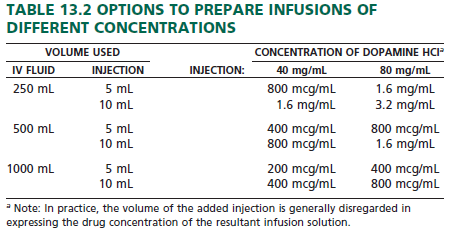 TABLE 13.2 OPTIONS TO PREPARE INFUSIONS OF
DIFFERENT CONCENTRATIONS
VOLUME USED CONCENTRATION OF DOPAMINE HClᵃ
IV FLUID INJECTION INJECTION: 40 mg/mL 80 mg/mL
250 mL 5 mL 800 mcg/mL 1.6 mg/mL
10 mL 1.6 mg/mL 3.2 mg/mL
500 mL 5 mL 400 mcg/mL 800 mcg/mL
10 mL 800 mcg/mL 1.6 mg/mL
1000 mL 5 mL 200 mcg/mL 400 mcg/mL
10 mL 400 mcg/mL 800 mcg/mL
ᵃ Note: In practice, the volume of the added injection is generally disregarded in
expressing the drug concentration of the resultant infusion solution.